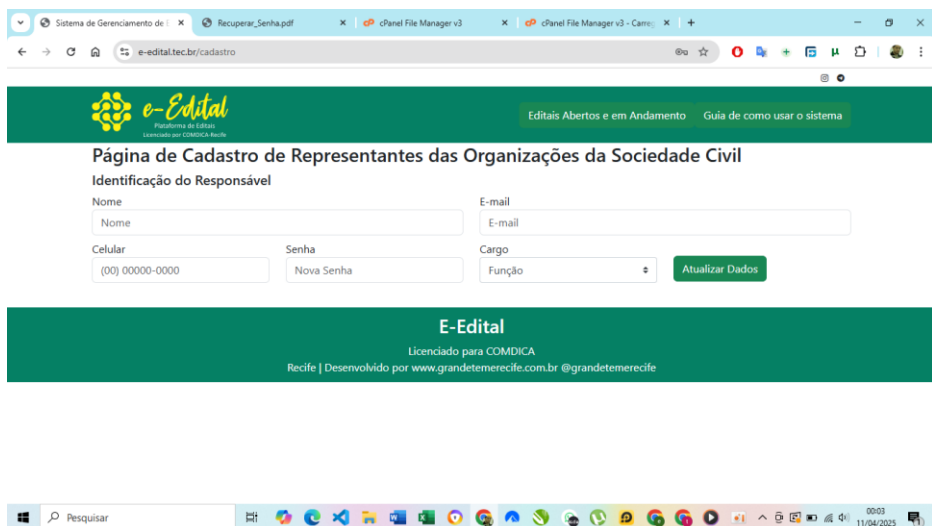 Sistema de Gerenciamento de
Recuperar_Senha.pdf
cPanel File Manager v3
cPanel File Manager v3 - Carre
e-edital.tec.br/cadastro
e-Edital
Plataforma de Editais
Licenciado por COMDICA-Recife
Editais Abertos e em Andamento
Guia de como usar o sistema
Página de Cadastro de Representantes das Organizações da Sociedade Civil
Identificação do Responsável
Nome
E-mail
Nome
E-mail
Celular
Senha
Cargo
(00) 00000-0000
Nova Senha
Função
Atualizar Dados
E-Edital
Licenciado para COMDICA
Recife | Desenvolvido por www.grandetemerecife.com.br @grandetemerecife
Pesquisar
00:03
11/04/2025